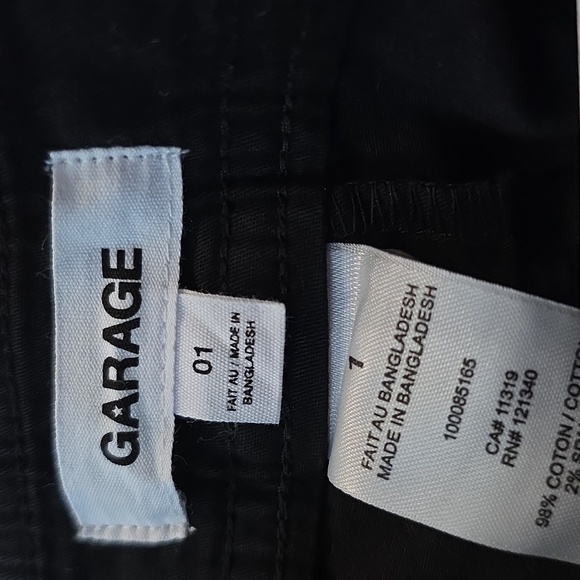 GARAGE
01
FAIT AU / MADE IN
BANGLADESH
1
FAIT AU BANGLADESH
MADE IN BANGLADESH
100085165
CA# 11319
RN# 121340
98% COTON / COTTON
2%